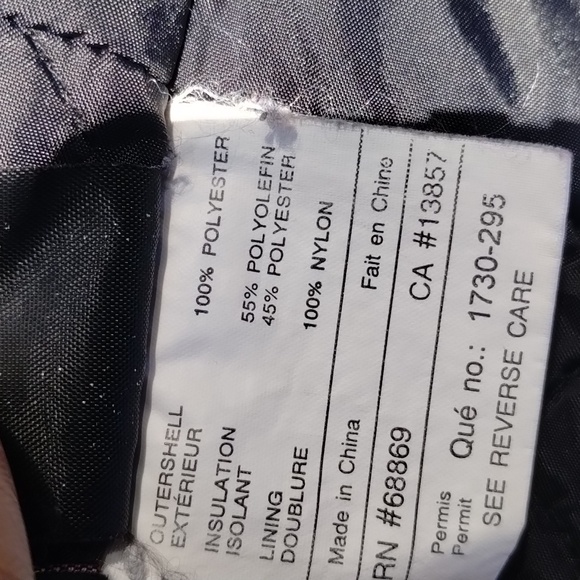 OUTERSHELL 100% POLYESTER
EXTÉRIEUR
INSULATION 55% POLYOLEFIN
ISOLANT 45% POLYESTER
LINING 100% NYLON
DOUBLURE
Made in China Fait en Chine
RN #68869 CA #13857
Permis
Permit Qué no.: 1730-295
SEE REVERSE CARE